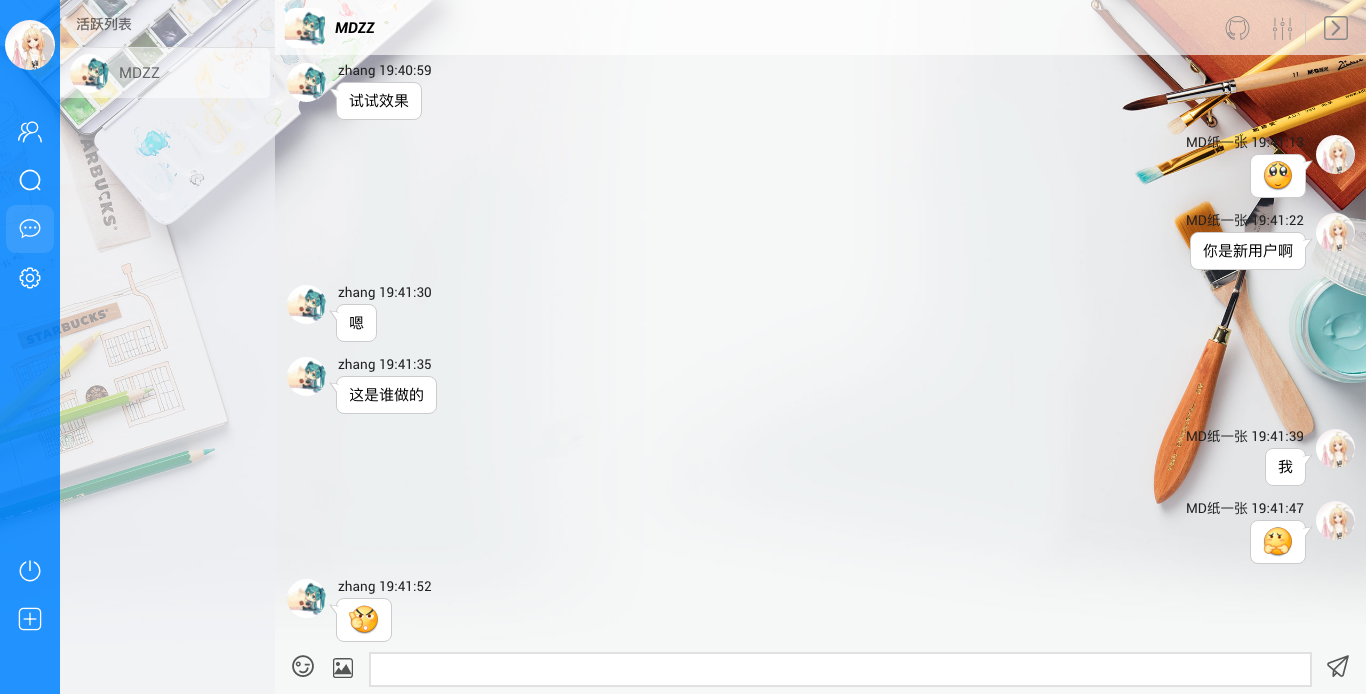 活跃列表
MDZZ
MDZZ
zhang 19:40:59
试试效果
MD纸一张 19:41:13
MD纸一张 19:41:22
你是新用户啊
zhang 19:41:30
嗯
zhang 19:41:35
这是谁做的
MD纸一张 19:41:39
我
MD纸一张 19:41:47
zhang 19:41:52
STARBUCKS
STARBUCKS